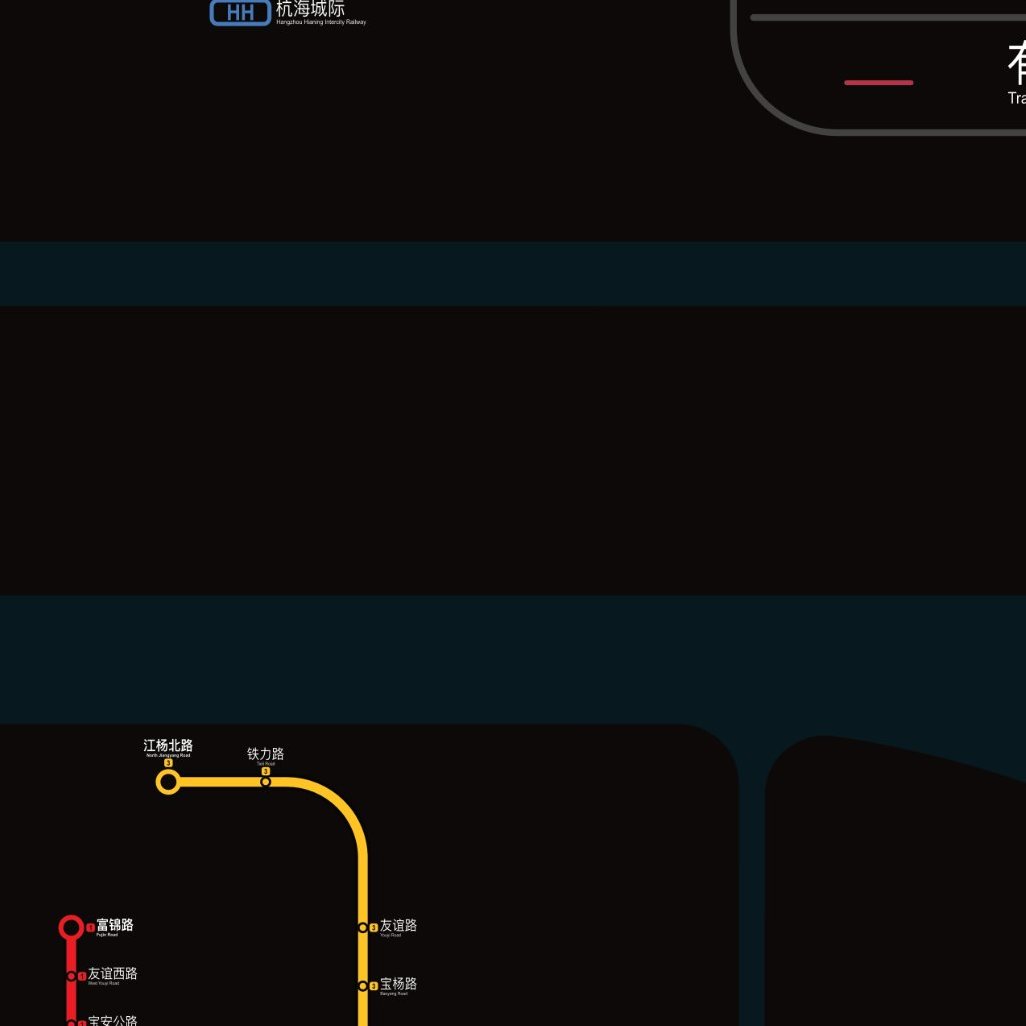 HH 杭海城际
Hangzhou Haining Intercity Railway
有
Tra
江杨北路
North Jiangyang Road
3
铁力路
Tieli Road
3
1 富锦路
Fujin Road
3 友谊路
Youyi Road
1 友谊西路
West Youyi Road
3 宝杨路
Baoyang Road
1 宝安公路